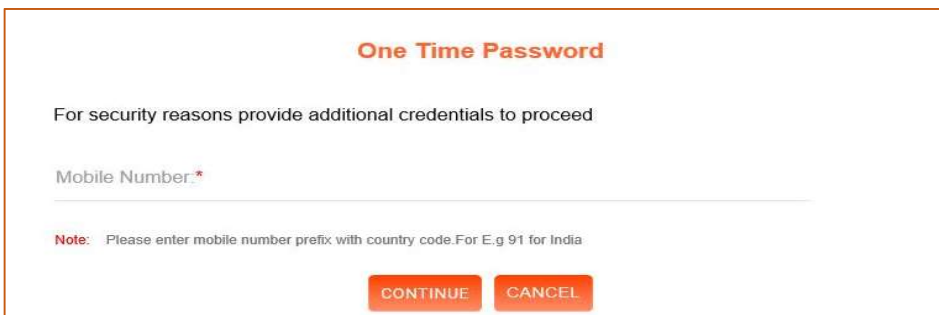 One Time Password
For security reasons provide additional credentials to proceed
Mobile Number:*
Note: Please enter mobile number prefix with country code.For E.g 91 for India
CONTINUE CANCEL